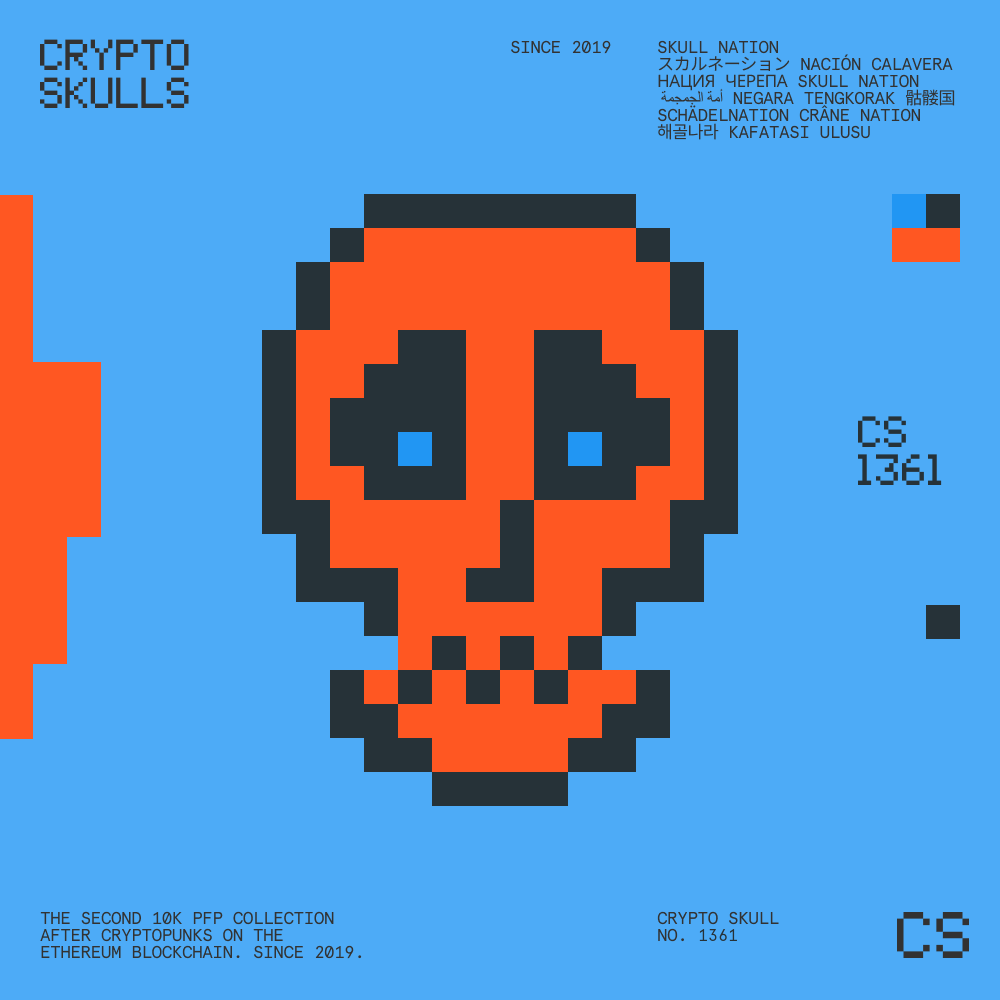 CRYPTO
SKULLS
SINCE 2019
SKULL NATION
スカルネーション NACIÓN CALAVERA
НАЦИЯ ЧЕРЕПА SKULL NATION
أمة الجمجمة NEGARA TENGKORAK 骷髅国
SCHÄDELNATION CRÂNE NATION
해골나라 KAFATASI ULUSU
CS
1361
THE SECOND 10K PFP COLLECTION
AFTER CRYPTOPUNKS ON THE
ETHEREUM BLOCKCHAIN. SINCE 2019.
CRYPTO SKULL
NO. 1361
CS